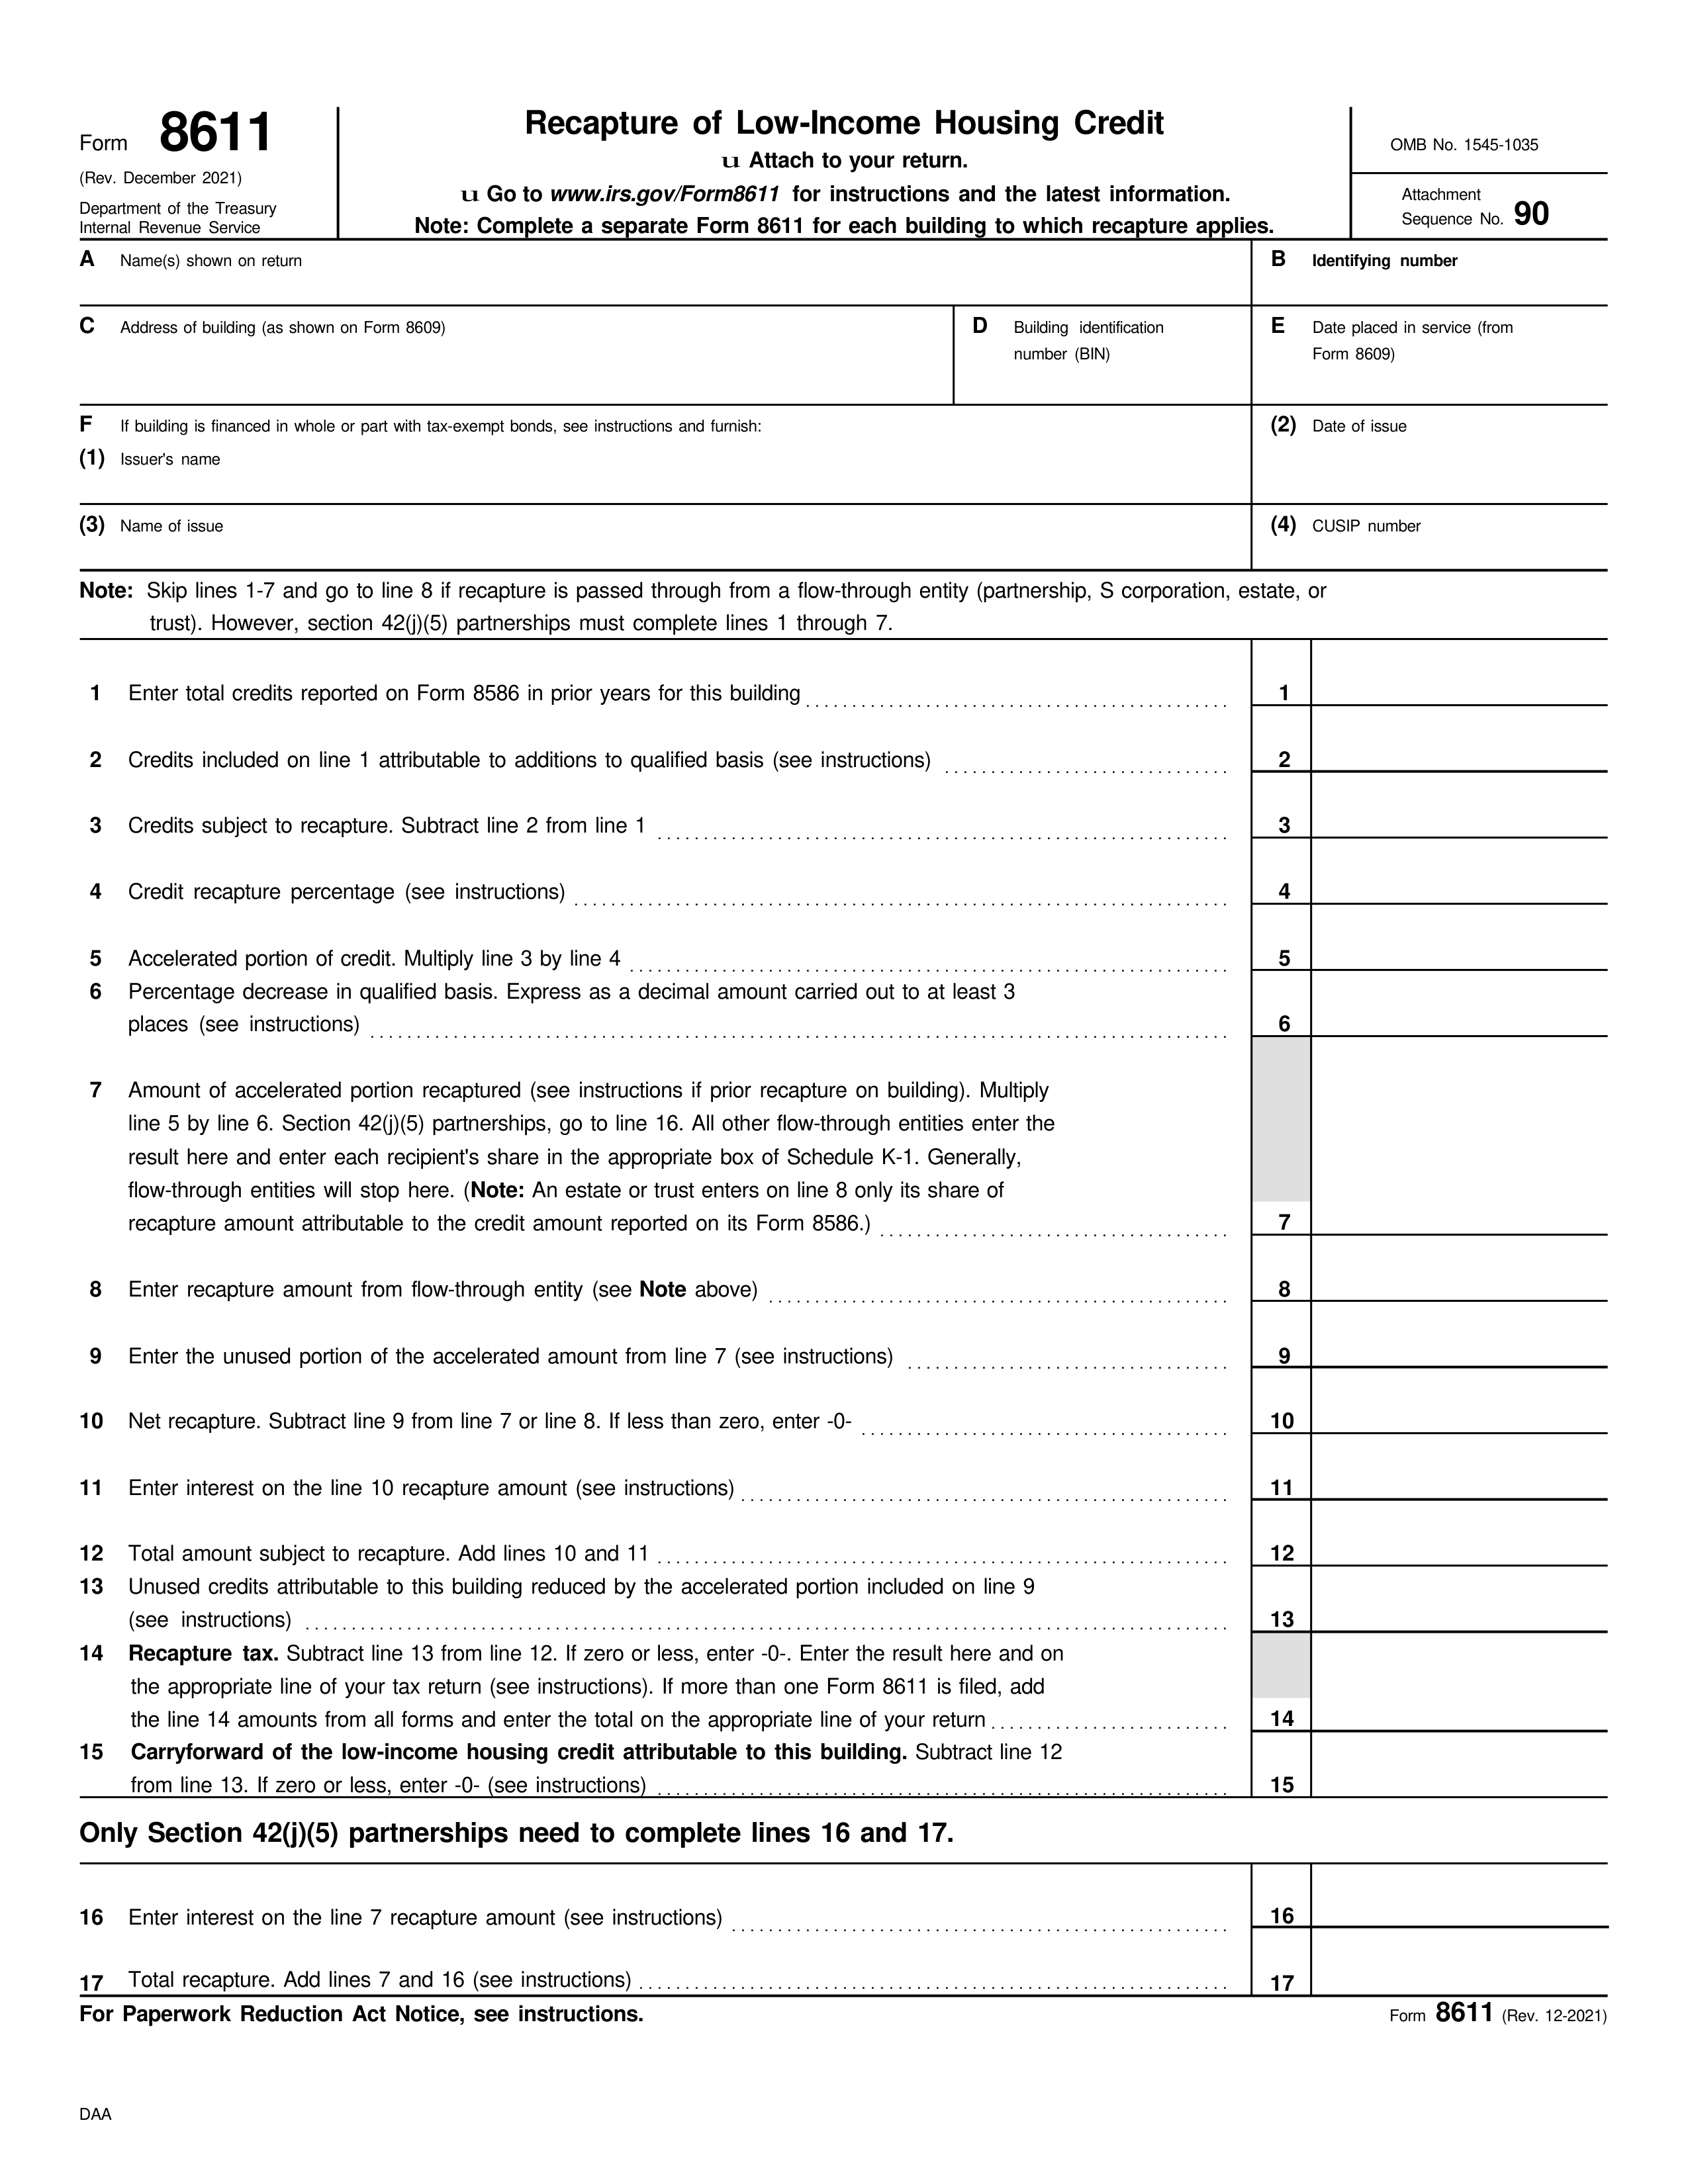 Form 8611
(Rev. December 2021)
Department of the Treasury
Internal Revenue Service
Recapture of Low-Income Housing Credit
u Attach to your return.
u Go to www.irs.gov/Form8611 for instructions and the latest information.
Note: Complete a separate Form 8611 for each building to which recapture applies.
OMB No. 1545-1035
Attachment
Sequence No. 90
A Name(s) shown on return
B Identifying number
C Address of building (as shown on Form 8609)
D Building identification
number (BIN)
E Date placed in service (from
Form 8609)
F If building is financed in whole or part with tax-exempt bonds, see instructions and furnish:
(1) Issuer's name
(2) Date of issue
(3) Name of issue
(4) CUSIP number
Note: Skip lines 1-7 and go to line 8 if recapture is passed through from a flow-through entity (partnership, S corporation, estate, or
trust). However, section 42(j)(5) partnerships must complete lines 1 through 7.
1 Enter total credits reported on Form 8586 in prior years for this building 1
2 Credits included on line 1 attributable to additions to qualified basis (see instructions) 2
3 Credits subject to recapture. Subtract line 2 from line 1 3
4 Credit recapture percentage (see instructions) 4
5 Accelerated portion of credit. Multiply line 3 by line 4 5
6 Percentage decrease in qualified basis. Express as a decimal amount carried out to at least 3
places (see instructions) 6
7 Amount of accelerated portion recaptured (see instructions if prior recapture on building). Multiply
line 5 by line 6. Section 42(j)(5) partnerships, go to line 16. All other flow-through entities enter the
result here and enter each recipient's share in the appropriate box of Schedule K-1. Generally,
flow-through entities will stop here. (Note: An estate or trust enters on line 8 only its share of
recapture amount attributable to the credit amount reported on its Form 8586.) 7
8 Enter recapture amount from flow-through entity (see Note above) 8
9 Enter the unused portion of the accelerated amount from line 7 (see instructions) 9
10 Net recapture. Subtract line 9 from line 7 or line 8. If less than zero, enter -0- 10
11 Enter interest on the line 10 recapture amount (see instructions) 11
12 Total amount subject to recapture. Add lines 10 and 11 12
13 Unused credits attributable to this building reduced by the accelerated portion included on line 9
(see instructions) 13
14 Recapture tax. Subtract line 13 from line 12. If zero or less, enter -0-. Enter the result here and on
the appropriate line of your tax return (see instructions). If more than one Form 8611 is filed, add
the line 14 amounts from all forms and enter the total on the appropriate line of your return 14
15 Carryforward of the low-income housing credit attributable to this building. Subtract line 12
from line 13. If zero or less, enter -0- (see instructions) 15
Only Section 42(j)(5) partnerships need to complete lines 16 and 17.
16 Enter interest on the line 7 recapture amount (see instructions) 16
17 Total recapture. Add lines 7 and 16 (see instructions) 17
For Paperwork Reduction Act Notice, see instructions.
Form 8611 (Rev. 12-2021)
DAA